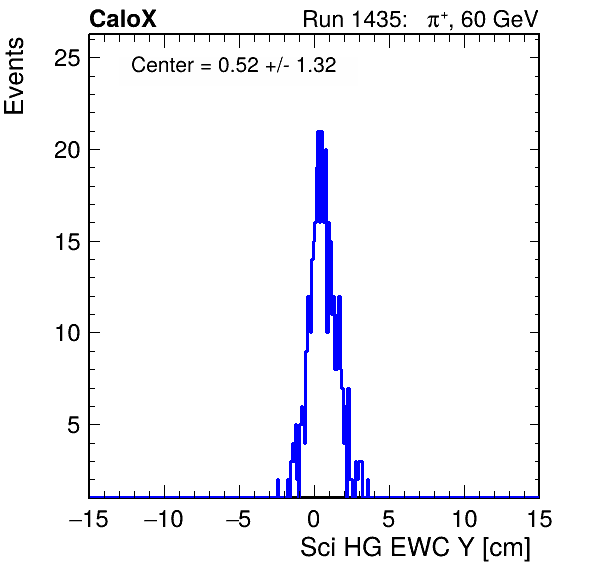 CaloX Run 1435: π⁺, 60 GeV
Events
Center = 0.52 +/- 1.32
25
20
15
10
5
−15 −10 −5 0 5 10 15
Sci HG EWC Y [cm]